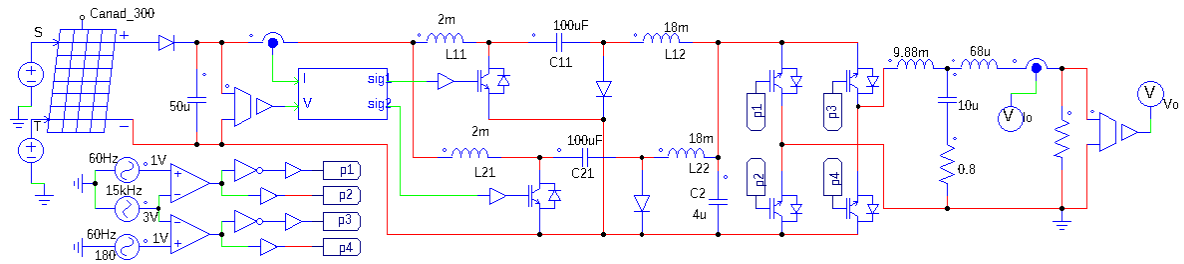 Canad_300
S
+
T
−
50u
I
V
sig1
sig2
2m
L11
100uF
C11
18m
L12
2m
L21
100uF
C21
18m
L22
C2
4u
p1
p3
p2
p4
9.88m
68u
10u
0.8
V
Io
V
Vo
60Hz
1V
15kHz
3V
60Hz
1V
180
+
−
−
+
p1
p2
p3
p4